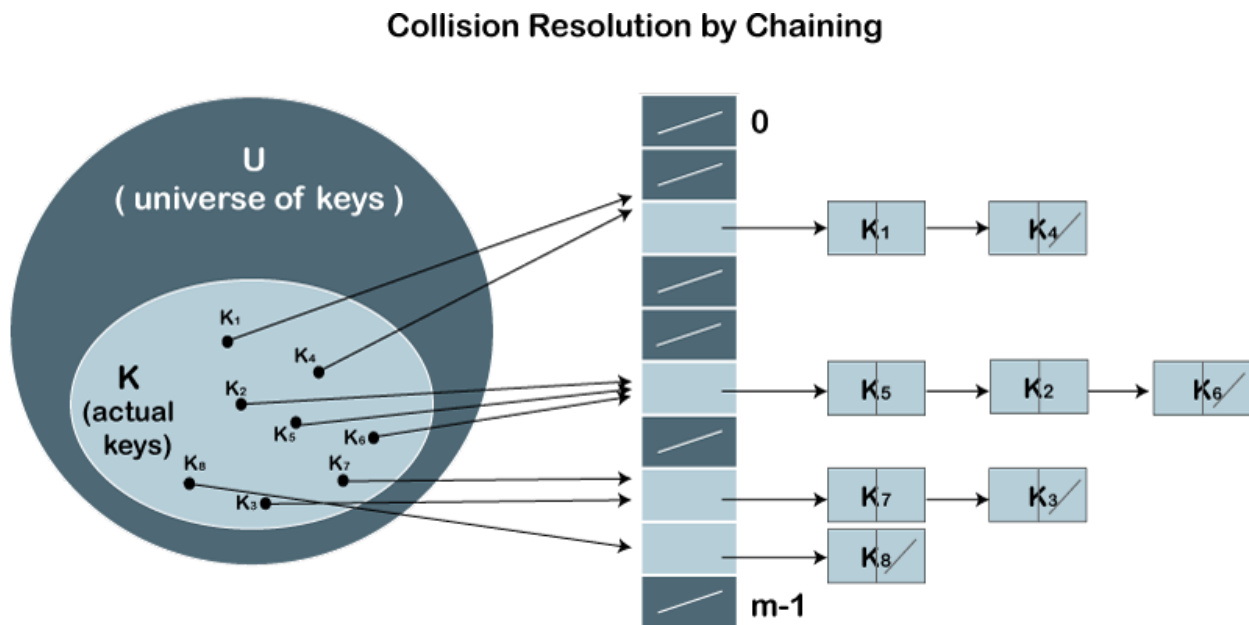 Collision Resolution by Chaining
U
( universe of keys )
K
(actual
keys)
K₁
K₄
K₂
K₅
K₆
K₈
K₇
K₃
0
K₁
K₄
K₅
K₂
K₆
K₇
K₃
K₈
m-1